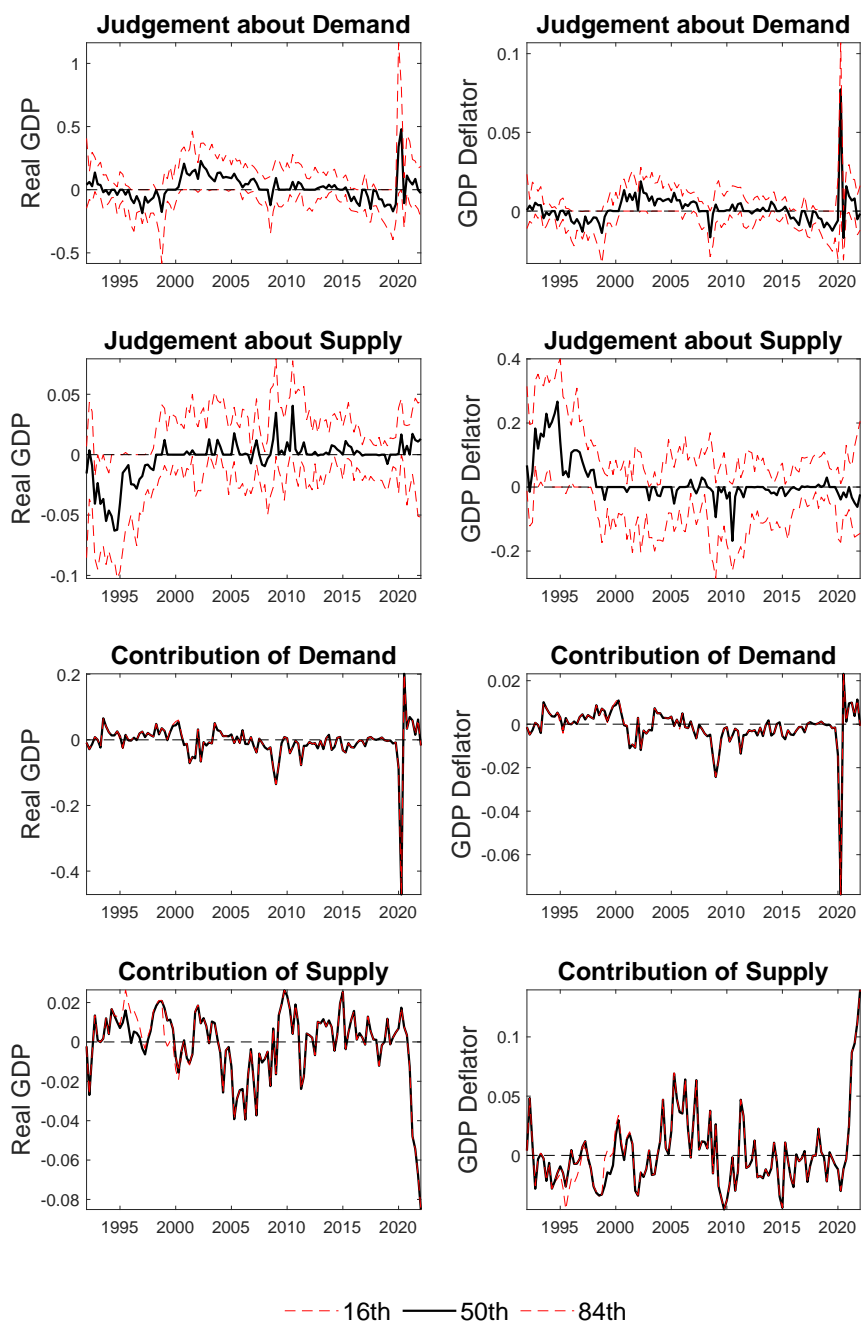 Judgement about Demand
Real GDP
1
0.5
0
-0.5
1995 2000 2005 2010 2015 2020
Judgement about Demand
GDP Deflator
0.1
0.05
0
1995 2000 2005 2010 2015 2020
Judgement about Supply
Real GDP
0.05
0
-0.05
-0.1
1995 2000 2005 2010 2015 2020
Judgement about Supply
GDP Deflator
0.4
0.2
0
-0.2
1995 2000 2005 2010 2015 2020
Contribution of Demand
Real GDP
0.2
0
-0.2
-0.4
1995 2000 2005 2010 2015 2020
Contribution of Demand
GDP Deflator
0.02
0
-0.02
-0.04
-0.06
1995 2000 2005 2010 2015 2020
Contribution of Supply
Real GDP
0.02
0
-0.02
-0.04
-0.06
-0.08
1995 2000 2005 2010 2015 2020
Contribution of Supply
GDP Deflator
0.1
0.05
0
1995 2000 2005 2010 2015 2020
16th 50th 84th